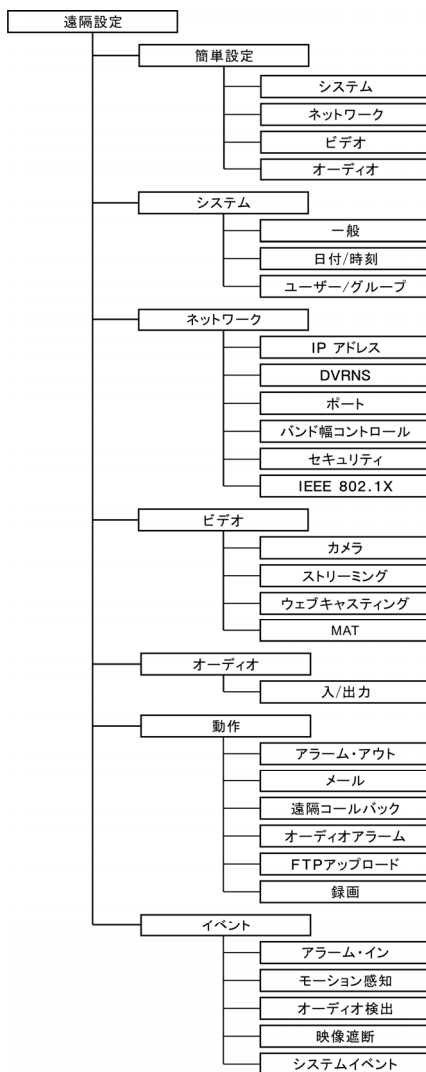 遠隔設定
簡単設定
システム
ネットワーク
ビデオ
オーディオ
システム
一般
日付/時刻
ユーザー/グループ
ネットワーク
IP アドレス
DVRNS
ポート
バンド幅コントロール
セキュリティ
IEEE 802.1X
ビデオ
カメラ
ストリーミング
ウェブキャスティング
MAT
オーディオ
入/出力
動作
アラーム・アウト
メール
遠隔コールバック
オーディオアラーム
FTPアップロード
録画
イベント
アラーム・イン
モーション感知
オーディオ検出
映像遮断
システムイベント